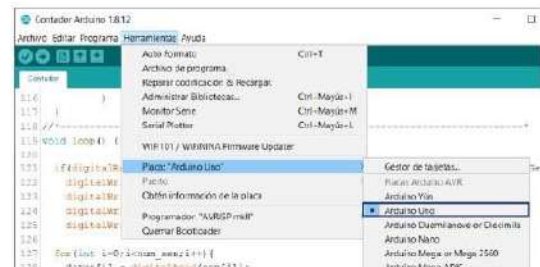 Contador Arduino 1.8.12
Archivo Editar Programa Herramientas Ayuda
Contador
Auto Formato Ctrl+T
Archivo de programa.
Reparar codificación & Recargar.
Administrar Bibliotecas... Ctrl+Mayús+I
Monitor Serie Ctrl+Mayús+M
Serial Plotter Ctrl+Mayús+L
WiFi101 / WiFiNINA Firmware Updater
Placa: "Arduino Uno"
Puerto
Obtén información de la placa
Programador: "AVRISP mkII"
Quemar Bootloader
Gestor de tarjetas...
Placas Arduino AVR
Arduino Yún
Arduino Uno
Arduino Duemilanove or Diecimila
Arduino Nano
Arduino Mega or Mega 2560
Arduino Mega ADK
116 }
117 }
118 //
119 void loop() {
120
121 if(digitalR
122 digitalWr
123 digitalWr
124 digitalWr
125 digitalWr
126
127 for(int i=0;i<num_sem;i++){